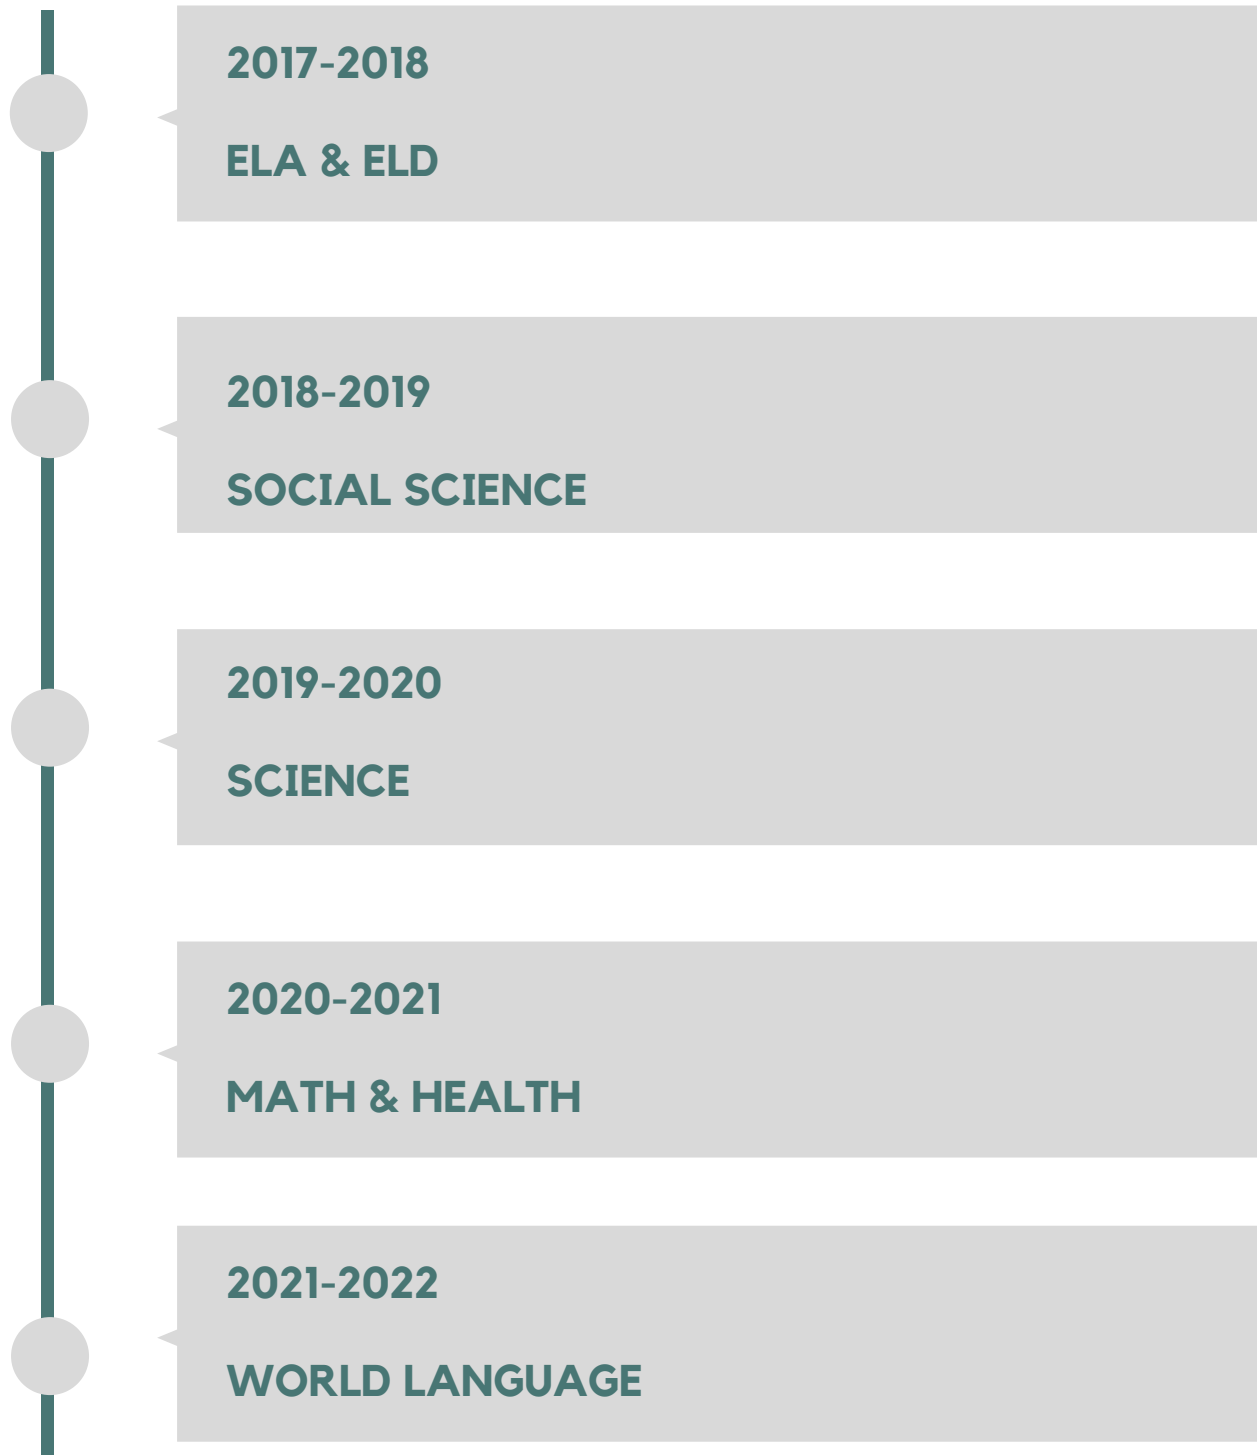 2017-2018
ELA & ELD
2018-2019
SOCIAL SCIENCE
2019-2020
SCIENCE
2020-2021
MATH & HEALTH
2021-2022
WORLD LANGUAGE